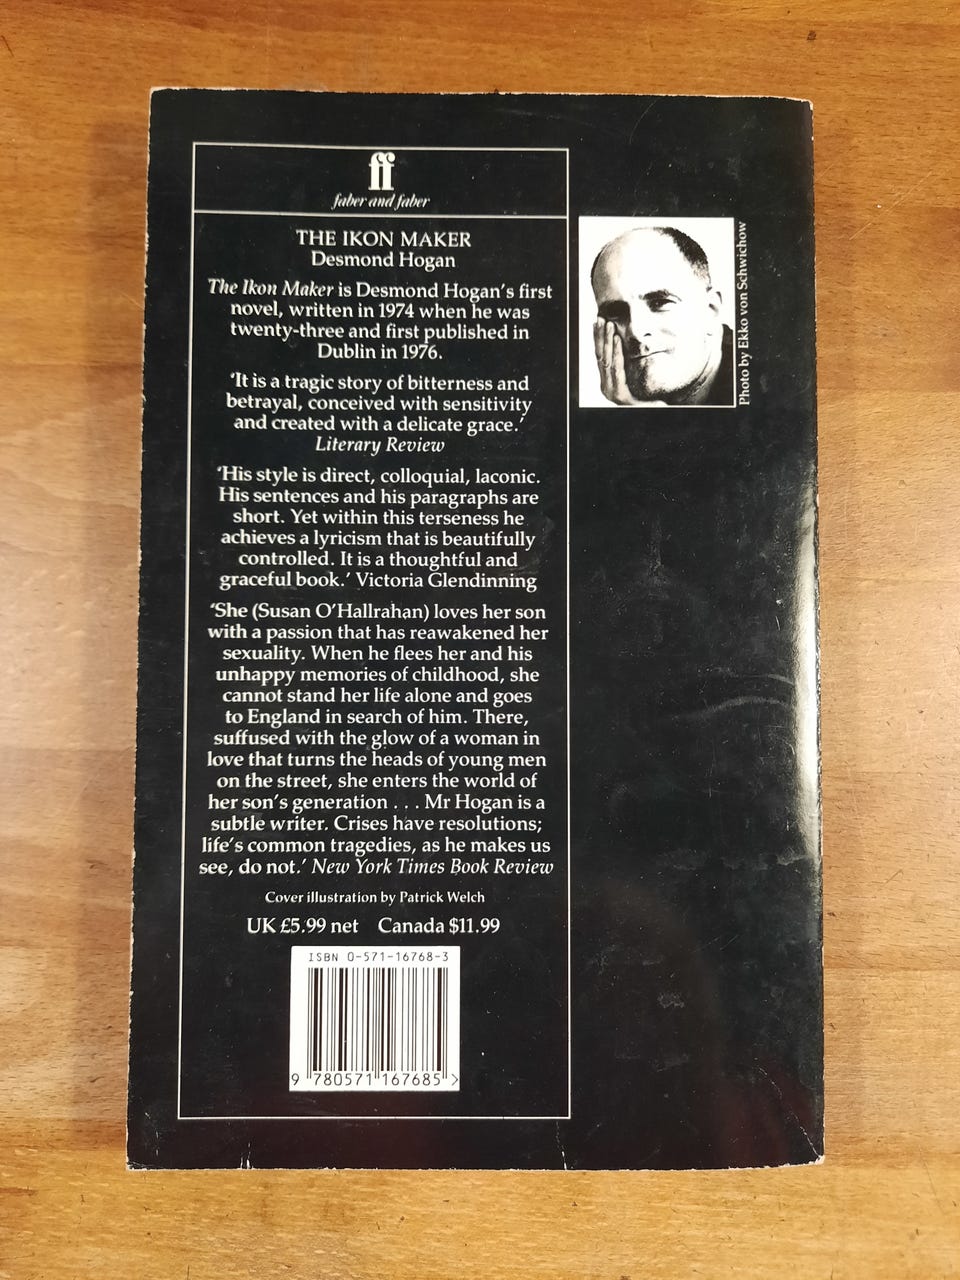 ff
faber and faber
THE IKON MAKER
Desmond Hogan
The Ikon Maker is Desmond Hogan's first
novel, written in 1974 when he was
twenty-three and first published in
Dublin in 1976.
'It is a tragic story of bitterness and
betrayal, conceived with sensitivity
and created with a delicate grace.'
Literary Review
'His style is direct, colloquial, laconic.
His sentences and his paragraphs are
short. Yet within this terseness he
achieves a lyricism that is beautifully
controlled. It is a thoughtful and
graceful book.' Victoria Glendinning
'She (Susan O'Hallrahan) loves her son
with a passion that has reawakened her
sexuality. When he flees her and his
unhappy memories of childhood, she
cannot stand her life alone and goes
to England in search of him. There,
suffused with the glow of a woman in
love that turns the heads of young men
on the street, she enters the world of
her son's generation . . . Mr Hogan is a
subtle writer. Crises have resolutions;
life's common tragedies, as he makes us
see, do not.' New York Times Book Review
Cover illustration by Patrick Welch
UK £5.99 net Canada $11.99
ISBN 0-571-16768-3
9 780571 167685 >
Photo by Ekko von Schwichow